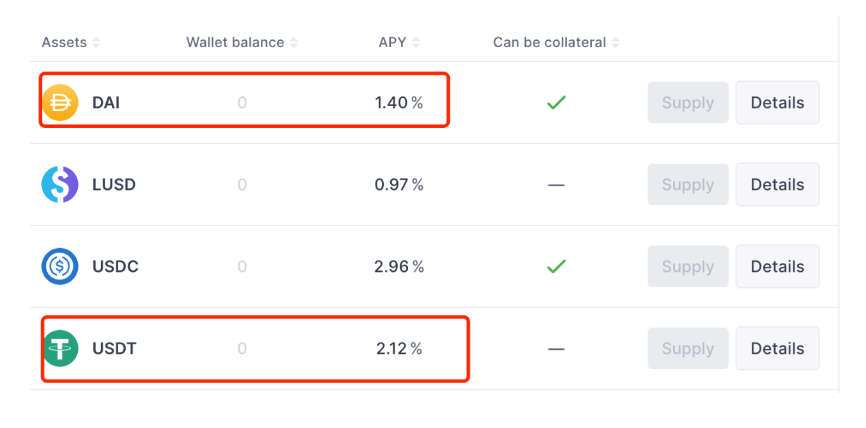 Assets Wallet balance APY Can be collateral
DAI 0 1.40 % Supply Details
LUSD 0 0.97 % — Supply Details
USDC 0 2.96 % Supply Details
USDT 0 2.12 % — Supply Details